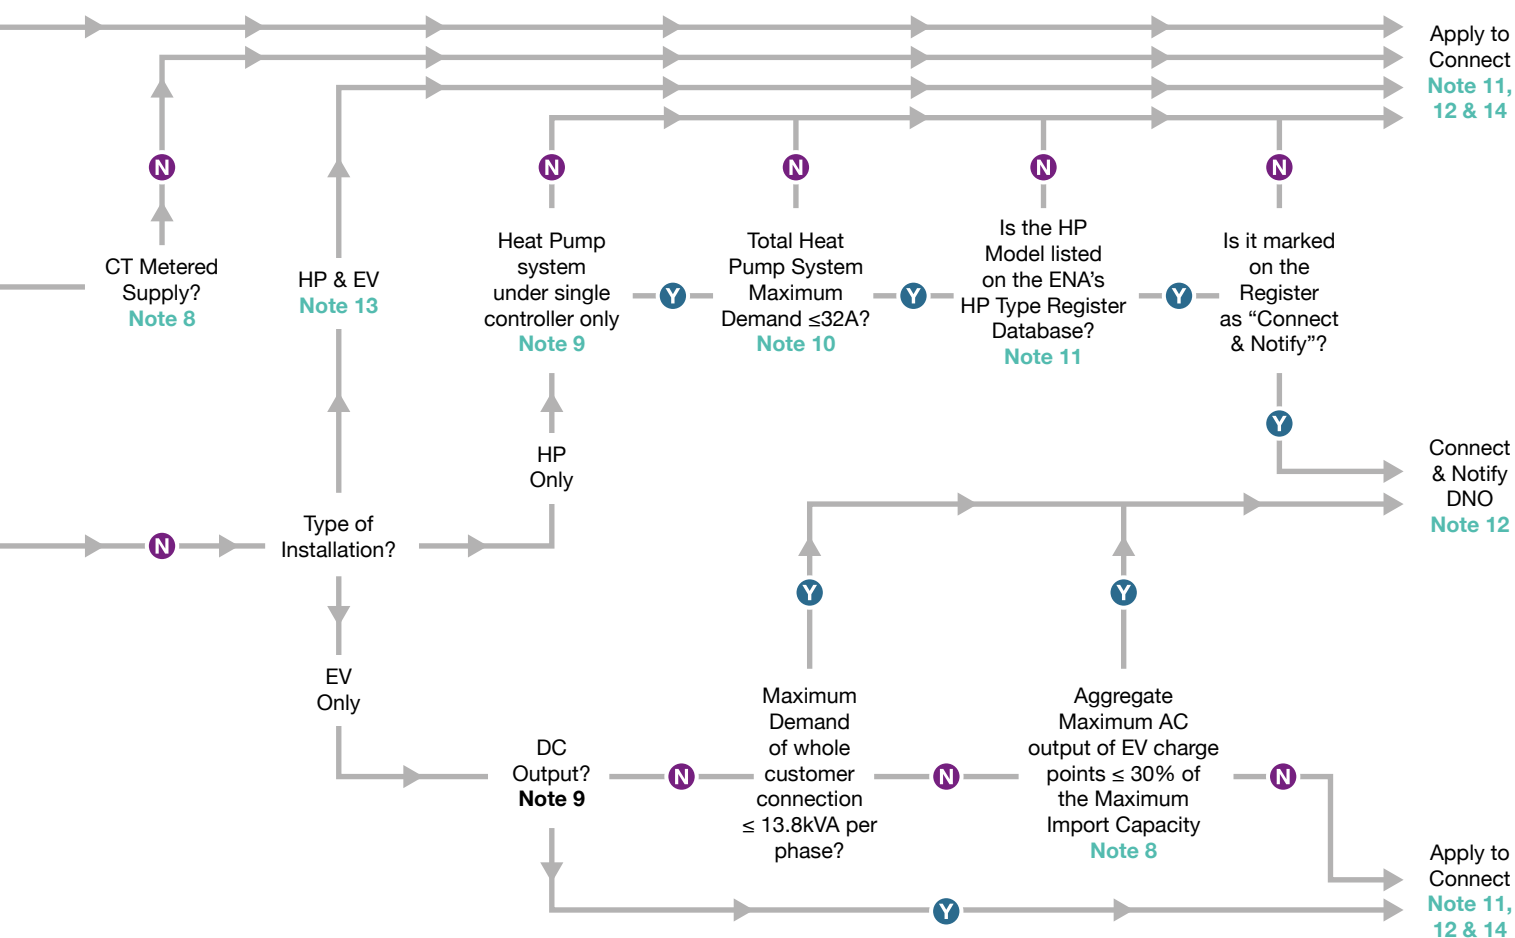 Apply to
Connect
Note 11,
12 & 14
N
N
N
N
N
CT Metered
Supply?
Note 8
HP & EV
Note 13
Heat Pump
system
under single
controller only
Note 9
Y
Total Heat
Pump System
Maximum
Demand ≤32A?
Note 10
Y
Is the HP
Model listed
on the ENA’s
HP Type Register
Database?
Note 11
Y
Is it marked
on the
Register
as “Connect
& Notify”?
Y
HP
Only
Connect
& Notify
DNO
Note 12
N
Type of
Installation?
Y
Y
EV
Only
DC
Output?
Note 9
N
Maximum
Demand
of whole
customer
connection
≤ 13.8kVA per
phase?
N
Aggregate
Maximum AC
output of EV charge
points ≤ 30% of
the Maximum
Import Capacity
Note 8
N
Y
Apply to
Connect
Note 11,
12 & 14